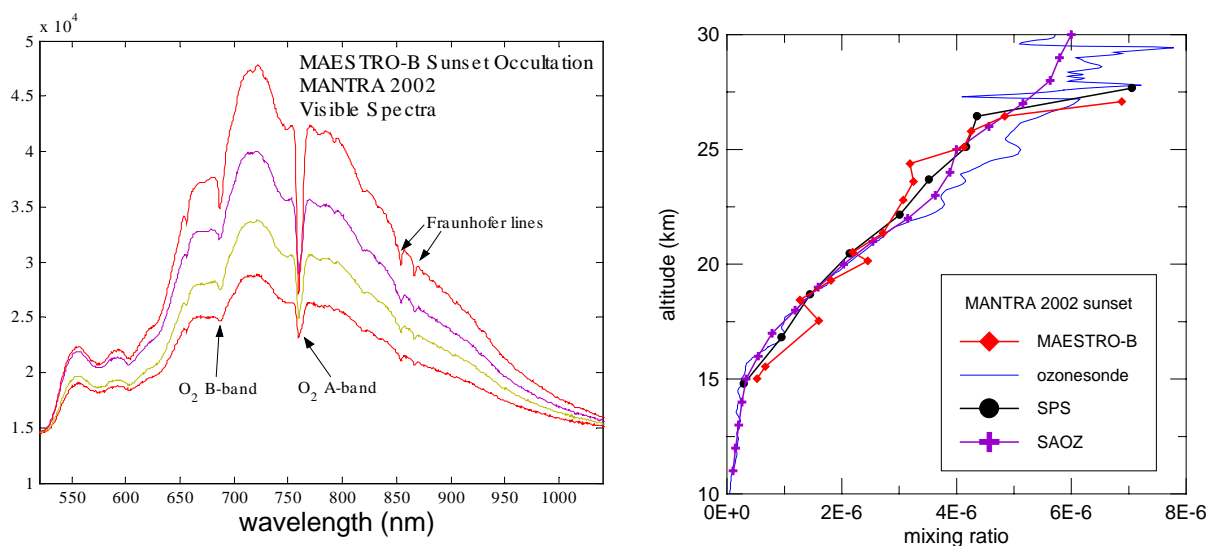 x 10^4
5
4.5
4
3.5
3
2.5
2
1.5
1
550 600 650 700 750 800 850 900 950 1000
wavelength (nm)
MAESTRO-B Sunset Occultation
MANTRA 2002
Visible Spectra
Fraunhofer lines
O2 B-band
O2 A-band
30
25
20
15
10
altitude (km)
0E+0 2E-6 4E-6 6E-6 8E-6
mixing ratio
MANTRA 2002 sunset
MAESTRO-B
ozonesonde
SPS
SAOZ